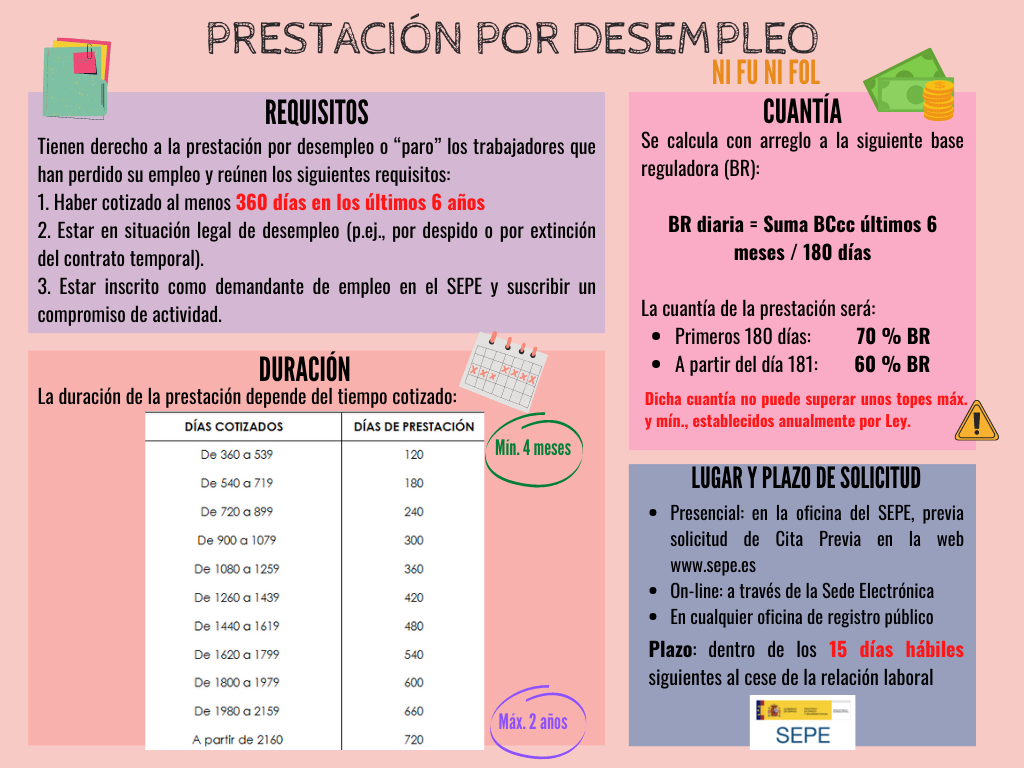 PRESTACIÓN POR DESEMPLEO
NI FU NI FOL
REQUISITOS
Tienen derecho a la prestación por desempleo o “paro” los trabajadores que
han perdido su empleo y reúnen los siguientes requisitos:
1. Haber cotizado al menos 360 días en los últimos 6 años
2. Estar en situación legal de desempleo (p.ej., por despido o por extinción
del contrato temporal).
3. Estar inscrito como demandante de empleo en el SEPE y suscribir un
compromiso de actividad.
DURACIÓN
La duración de la prestación depende del tiempo cotizado:
DÍAS COTIZADOS DÍAS DE PRESTACIÓN
De 360 a 539 120
De 540 a 719 180
De 720 a 899 240
De 900 a 1079 300
De 1080 a 1259 360
De 1260 a 1439 420
De 1440 a 1619 480
De 1620 a 1799 540
De 1800 a 1979 600
De 1980 a 2159 660
A partir de 2160 720
Mín. 4 meses
Máx. 2 años
CUANTÍA
Se calcula con arreglo a la siguiente base
reguladora (BR):
BR diaria = Suma BCcc últimos 6
meses / 180 días
La cuantía de la prestación será:
• Primeros 180 días: 70 % BR
• A partir del día 181: 60 % BR
Dicha cuantía no puede superar unos topes máx.
y mín., establecidos anualmente por Ley.
LUGAR Y PLAZO DE SOLICITUD
• Presencial: en la oficina del SEPE, previa
solicitud de Cita Previa en la web
www.sepe.es
• On-line: a través de la Sede Electrónica
• En cualquier oficina de registro público
Plazo: dentro de los 15 días hábiles
siguientes al cese de la relación laboral
SEPE